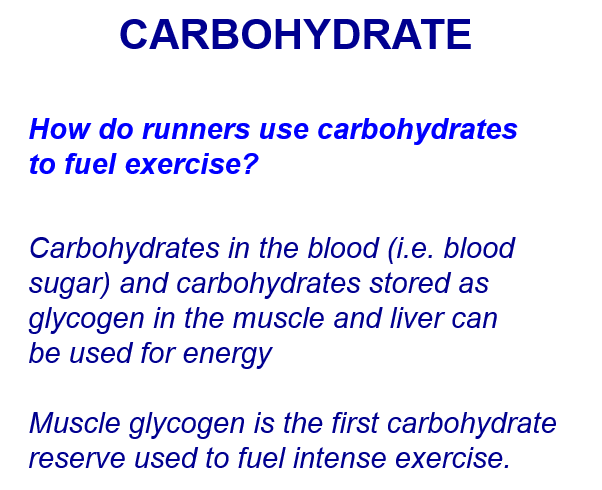 CARBOHYDRATE
How do runners use carbohydrates
to fuel exercise?
Carbohydrates in the blood (i.e. blood
sugar) and carbohydrates stored as
glycogen in the muscle and liver can
be used for energy
Muscle glycogen is the first carbohydrate
reserve used to fuel intense exercise.